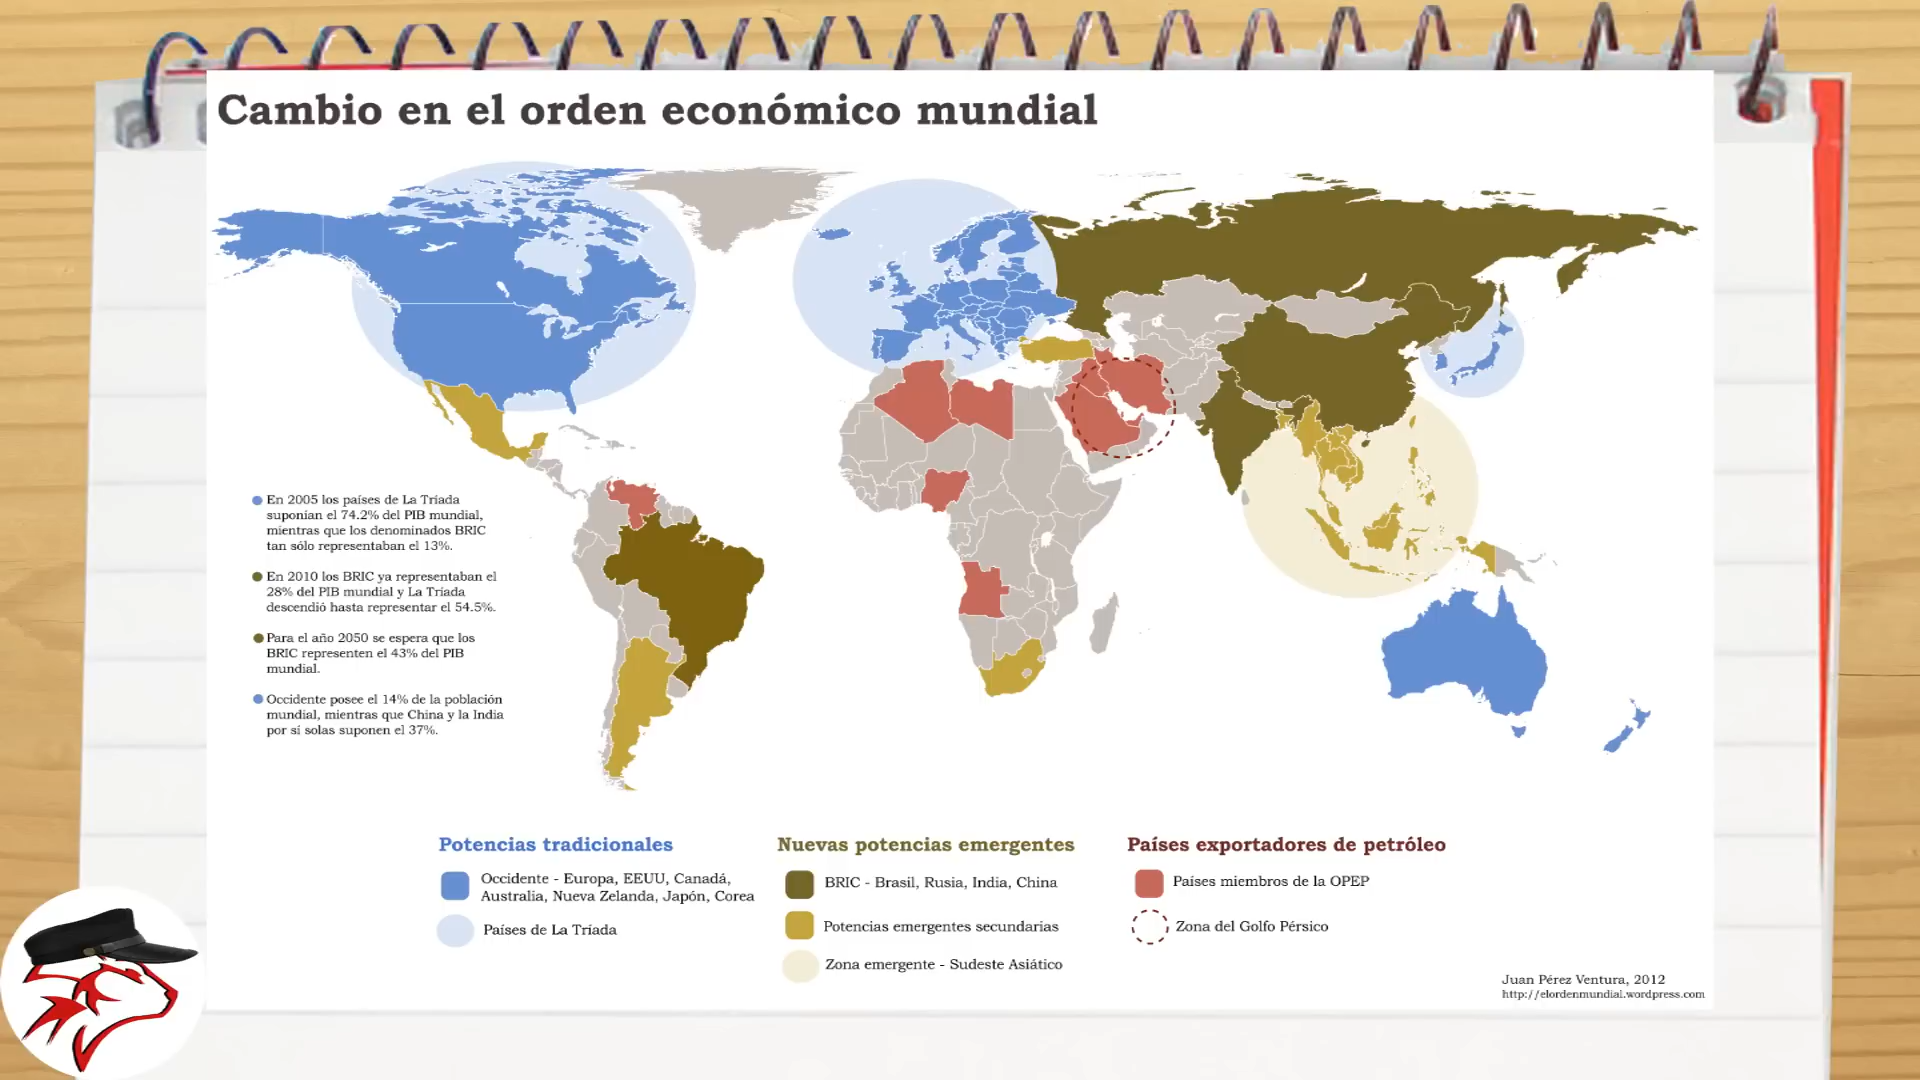 Cambio en el orden económico mundial
En 2005 los países de La Tríada
suponian el 74.2% del PIB mundial,
mientras que los denominados BRIC
tan sólo representaban el 13%.
En 2010 los BRIC ya representaban el
28% del PIB mundial y La Tríada
descendió hasta representar el 54.5%.
Para el año 2050 se espera que los
BRIC representen el 43% del PIB
mundial.
Occidente posee el 14% de la población
mundial, mientras que China y la India
por sí solas suponen el 37%.
Potencias tradicionales
Occidente - Europa, EEUU, Canadá,
Australia, Nueva Zelanda, Japón, Corea
Países de La Tríada
Nuevas potencias emergentes
BRIC - Brasil, Rusia, India, China
Potencias emergentes secundarias
Zona emergente - Sudeste Asiático
Países exportadores de petróleo
Países miembros de la OPEP
Zona del Golfo Pérsico
Juan Pérez Ventura, 2012
http://elordenmundial.wordpress.com